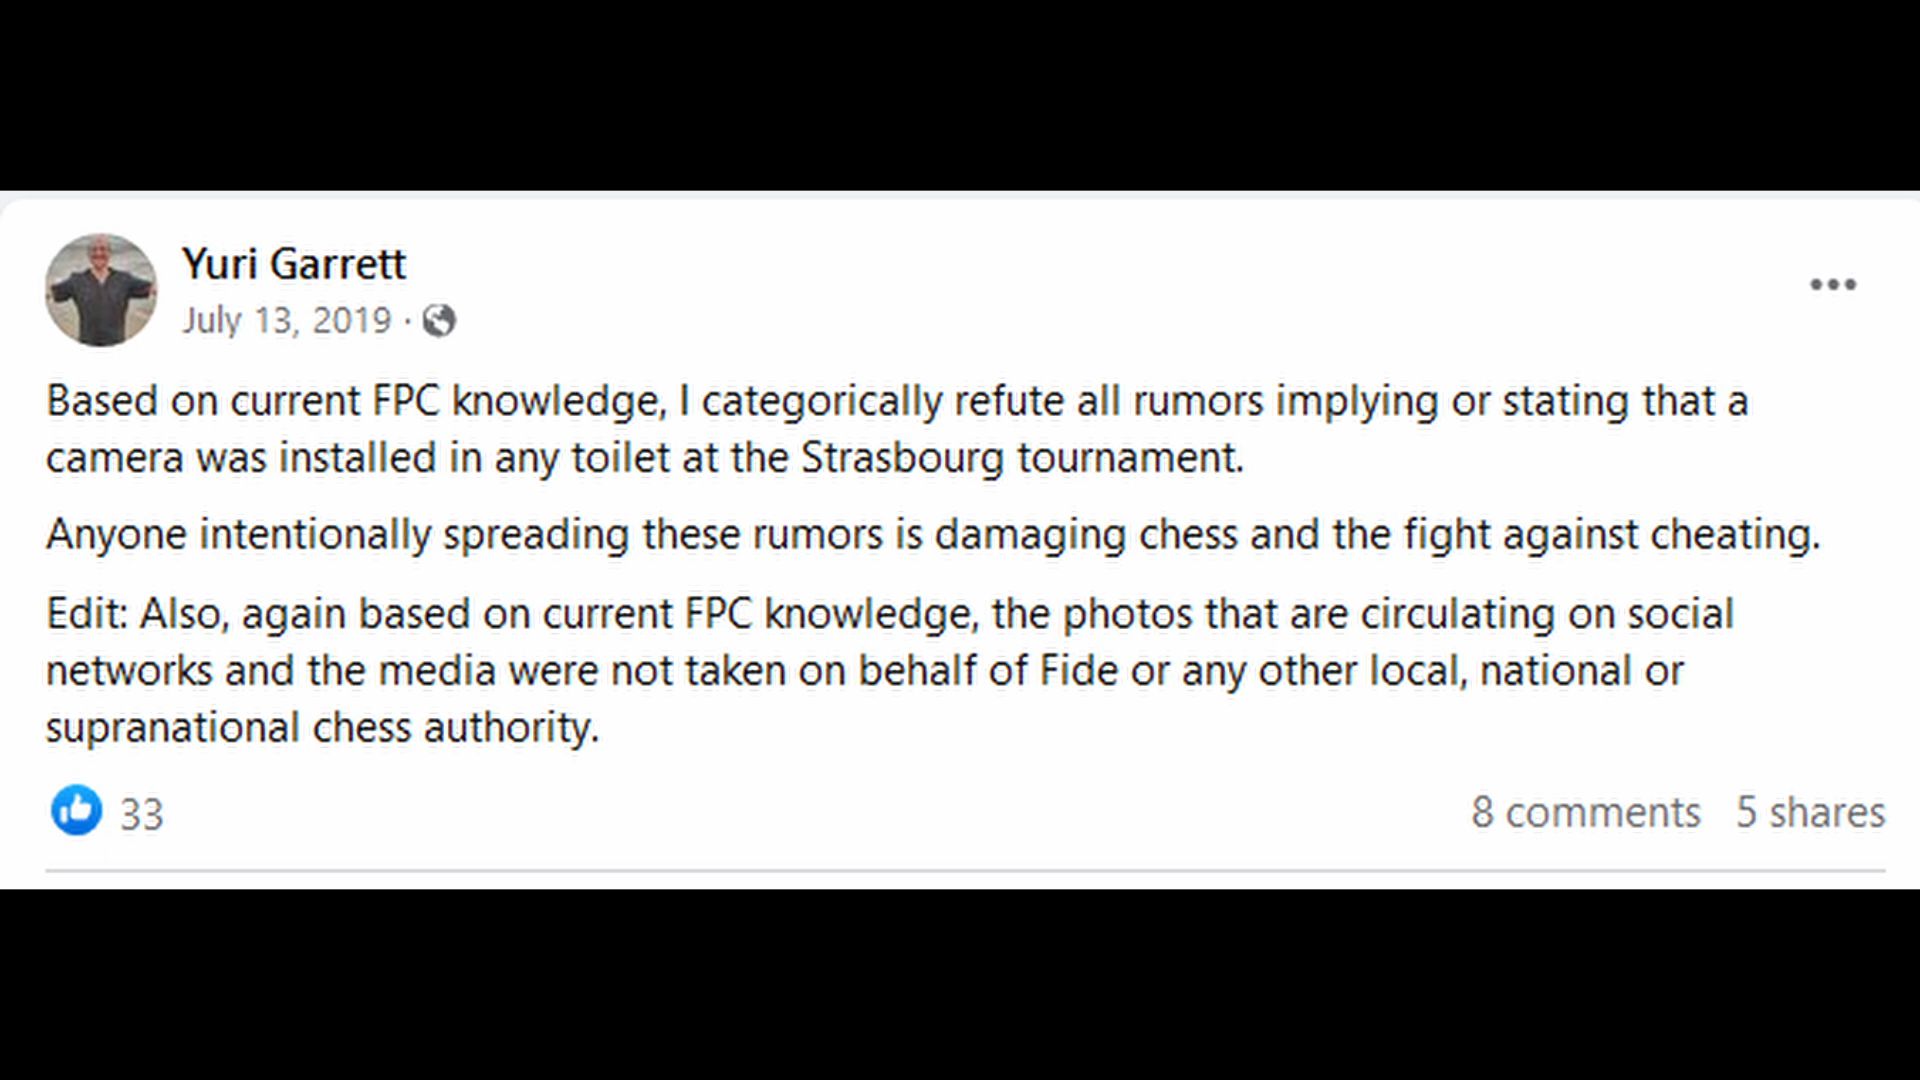 Yuri Garrett
July 13, 2019 ·
Based on current FPC knowledge, I categorically refute all rumors implying or stating that a
camera was installed in any toilet at the Strasbourg tournament.
Anyone intentionally spreading these rumors is damaging chess and the fight against cheating.
Edit: Also, again based on current FPC knowledge, the photos that are circulating on social
networks and the media were not taken on behalf of Fide or any other local, national or
supranational chess authority.
33
8 comments 5 shares